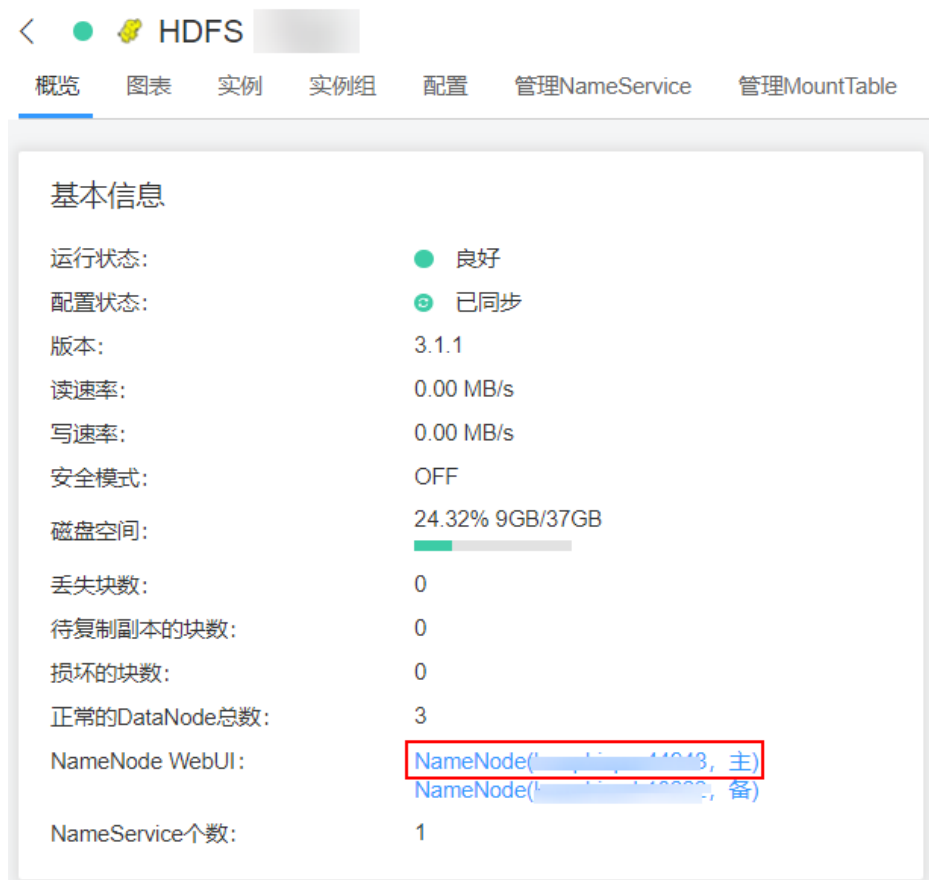 HDFS
概览 图表 实例 实例组 配置 管理NameService 管理MountTable
基本信息
运行状态: 良好
配置状态: 已同步
版本: 3.1.1
读速率: 0.00 MB/s
写速率: 0.00 MB/s
安全模式: OFF
磁盘空间: 24.32% 9GB/37GB
丢失块数: 0
待复制副本的块数: 0
损坏的块数: 0
正常的DataNode总数: 3
NameNode WebUI: NameNode( ，主)
NameNode( ，备)
NameService个数: 1